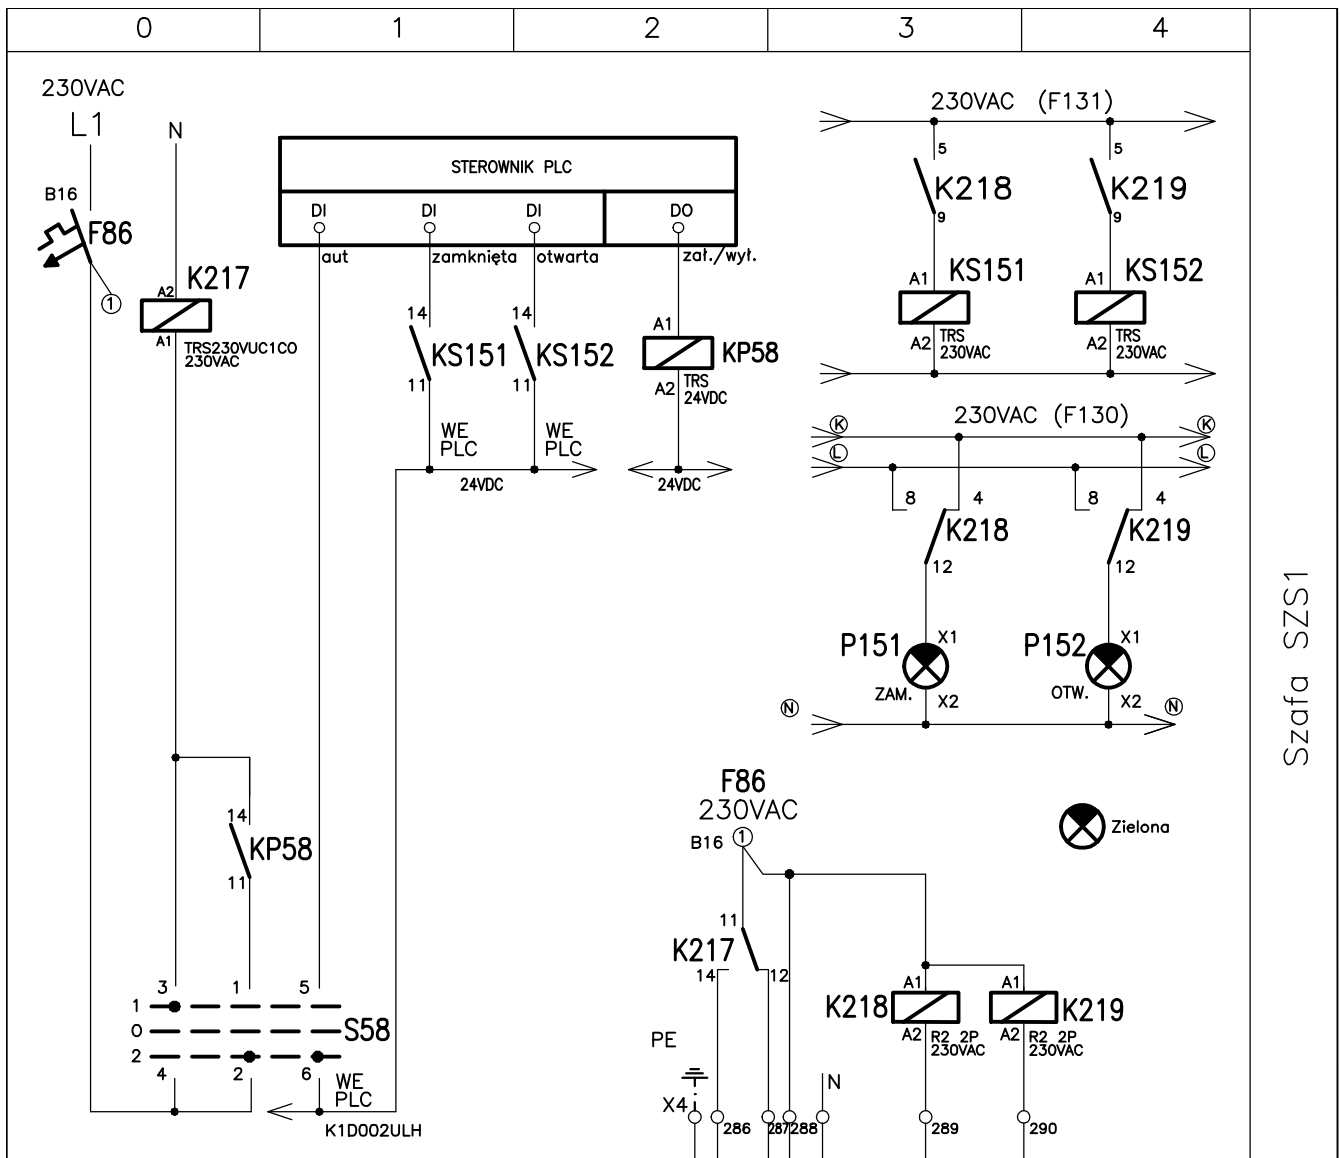 0 1 2 3 4
230VAC
L1
N
B16
F86
1
K217
A2
A1
TRS230VUC1CO
230VAC
STEROWNIK PLC
DI DI DI DO
aut zamknięta otwarta zał./wył.
14 14
KS151 KS152
11 11
A1
KP58
A2
TRS
24VDC
WE
PLC
WE
PLC
24VDC 24VDC
230VAC (F131)
5 5
K218 K219
9 9
KS151 KS152
A1 A1
A2 A2
TRS
230VAC
TRS
230VAC
230VAC (F130)
K K
L L
8 4 8 4
K218 K219
12 12
P151 X1 P152 X1
ZAM. X2 OTW. X2
N N
Zielona
Szafa SZS1
14
KP58
11
3 1 5
1
0 S58
2
4 2 6
WE
PLC
K1D002ULH
F86
230VAC
B16 1
11
K217
14 12
A1 A1
K218 K219
A2 A2
R2 2P
230VAC
R2 2P
230VAC
PE
N
X4
286 287 288 289 290